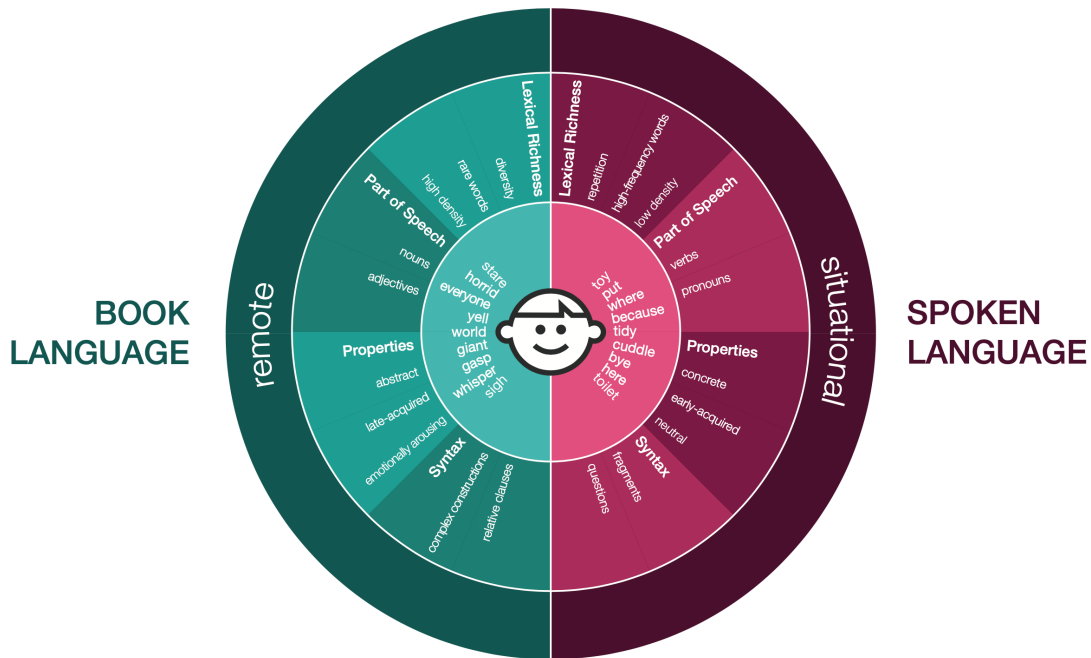 BOOK
LANGUAGE
remote
Lexical Richness
diversity
rare words
high density
Part of Speech
nouns
adjectives
Properties
abstract
late-acquired
emotionally arousing
Syntax
complex constructions
relative clauses
stare
horrid
everyone
yell
world
giant
gasp
whisper
sigh
toy
put
where
because
tidy
cuddle
bye
here
toilet
Lexical Richness
repetition
high-frequency words
low density
Part of Speech
verbs
pronouns
Properties
concrete
early-acquired
neutral
Syntax
fragments
questions
situational
SPOKEN
LANGUAGE